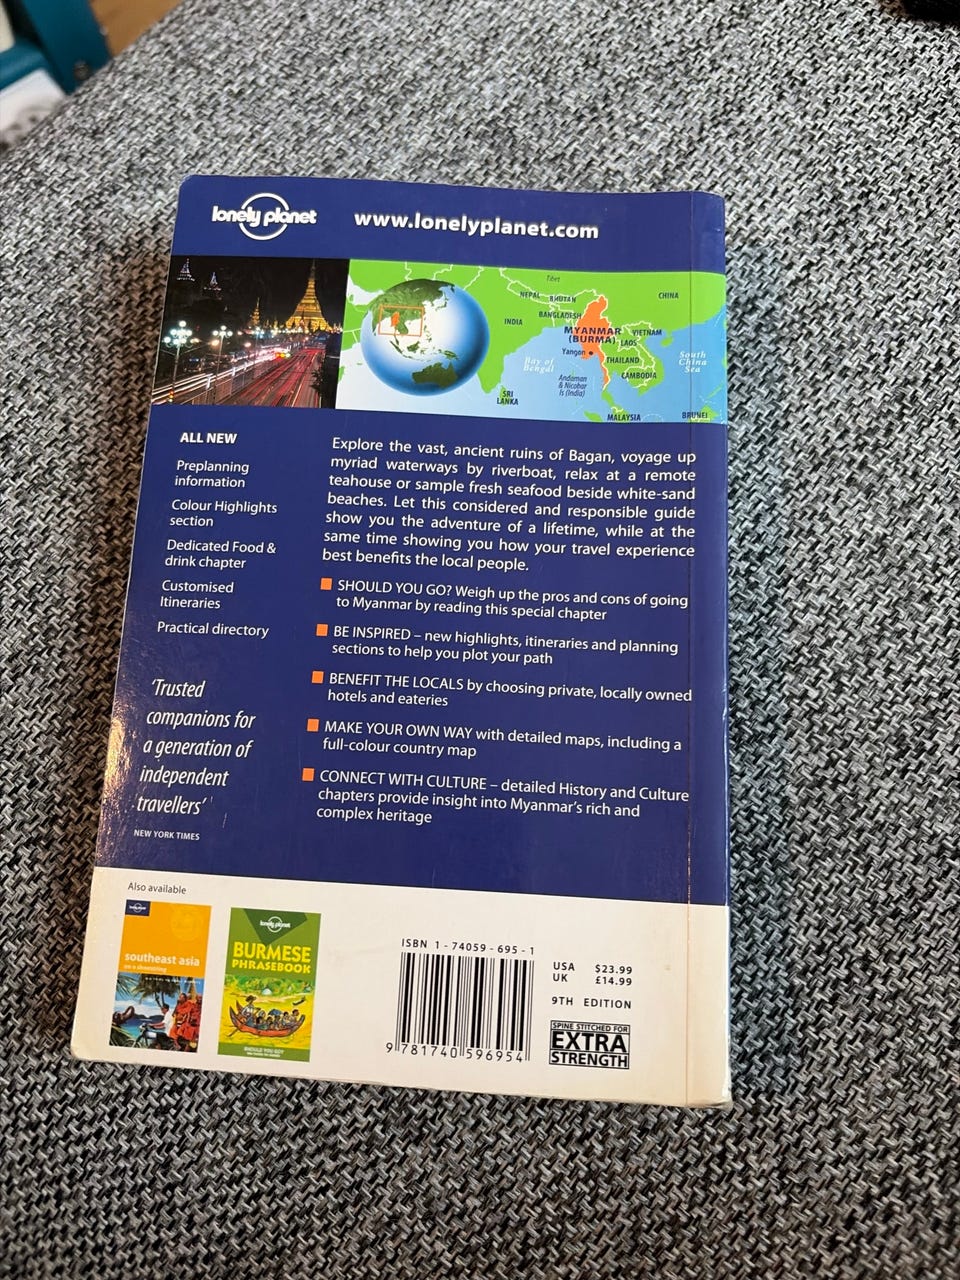 lonely planet
www.lonelyplanet.com
Tibet
NEPAL
BHUTAN
CHINA
BANGLADESH
INDIA
MYANMAR
(BURMA)
VIETNAM
LAOS
Yangon
THAILAND
Bay of
Bengal
South
China
Sea
CAMBODIA
Andaman
& Nicobar
Is (India)
SRI
LANKA
MALAYSIA
BRUNEI
ALL NEW
Preplanning
information
Colour Highlights
section
Dedicated Food &
drink chapter
Customised
Itineraries
Practical directory
'Trusted
companions for
a generation of
independent
travellers'
NEW YORK TIMES
Explore the vast, ancient ruins of Bagan, voyage up
myriad waterways by riverboat, relax at a remote
teahouse or sample fresh seafood beside white-sand
beaches. Let this considered and responsible guide
show you the adventure of a lifetime, while at the
same time showing you how your travel experience
best benefits the local people.
SHOULD YOU GO? Weigh up the pros and cons of going
to Myanmar by reading this special chapter
BE INSPIRED – new highlights, itineraries and planning
sections to help you plot your path
BENEFIT THE LOCALS by choosing private, locally owned
hotels and eateries
MAKE YOUR OWN WAY with detailed maps, including a
full-colour country map
CONNECT WITH CULTURE – detailed History and Culture
chapters provide insight into Myanmar's rich and
complex heritage
Also available
lonely planet
southeast asia
on a shoestring
lonely planet
BURMESE
PHRASEBOOK
ISBN 1-74059-695-1
9 781740 596954
USA $23.99
UK £14.99
9TH EDITION
SPINE STITCHED FOR
EXTRA
STRENGTH